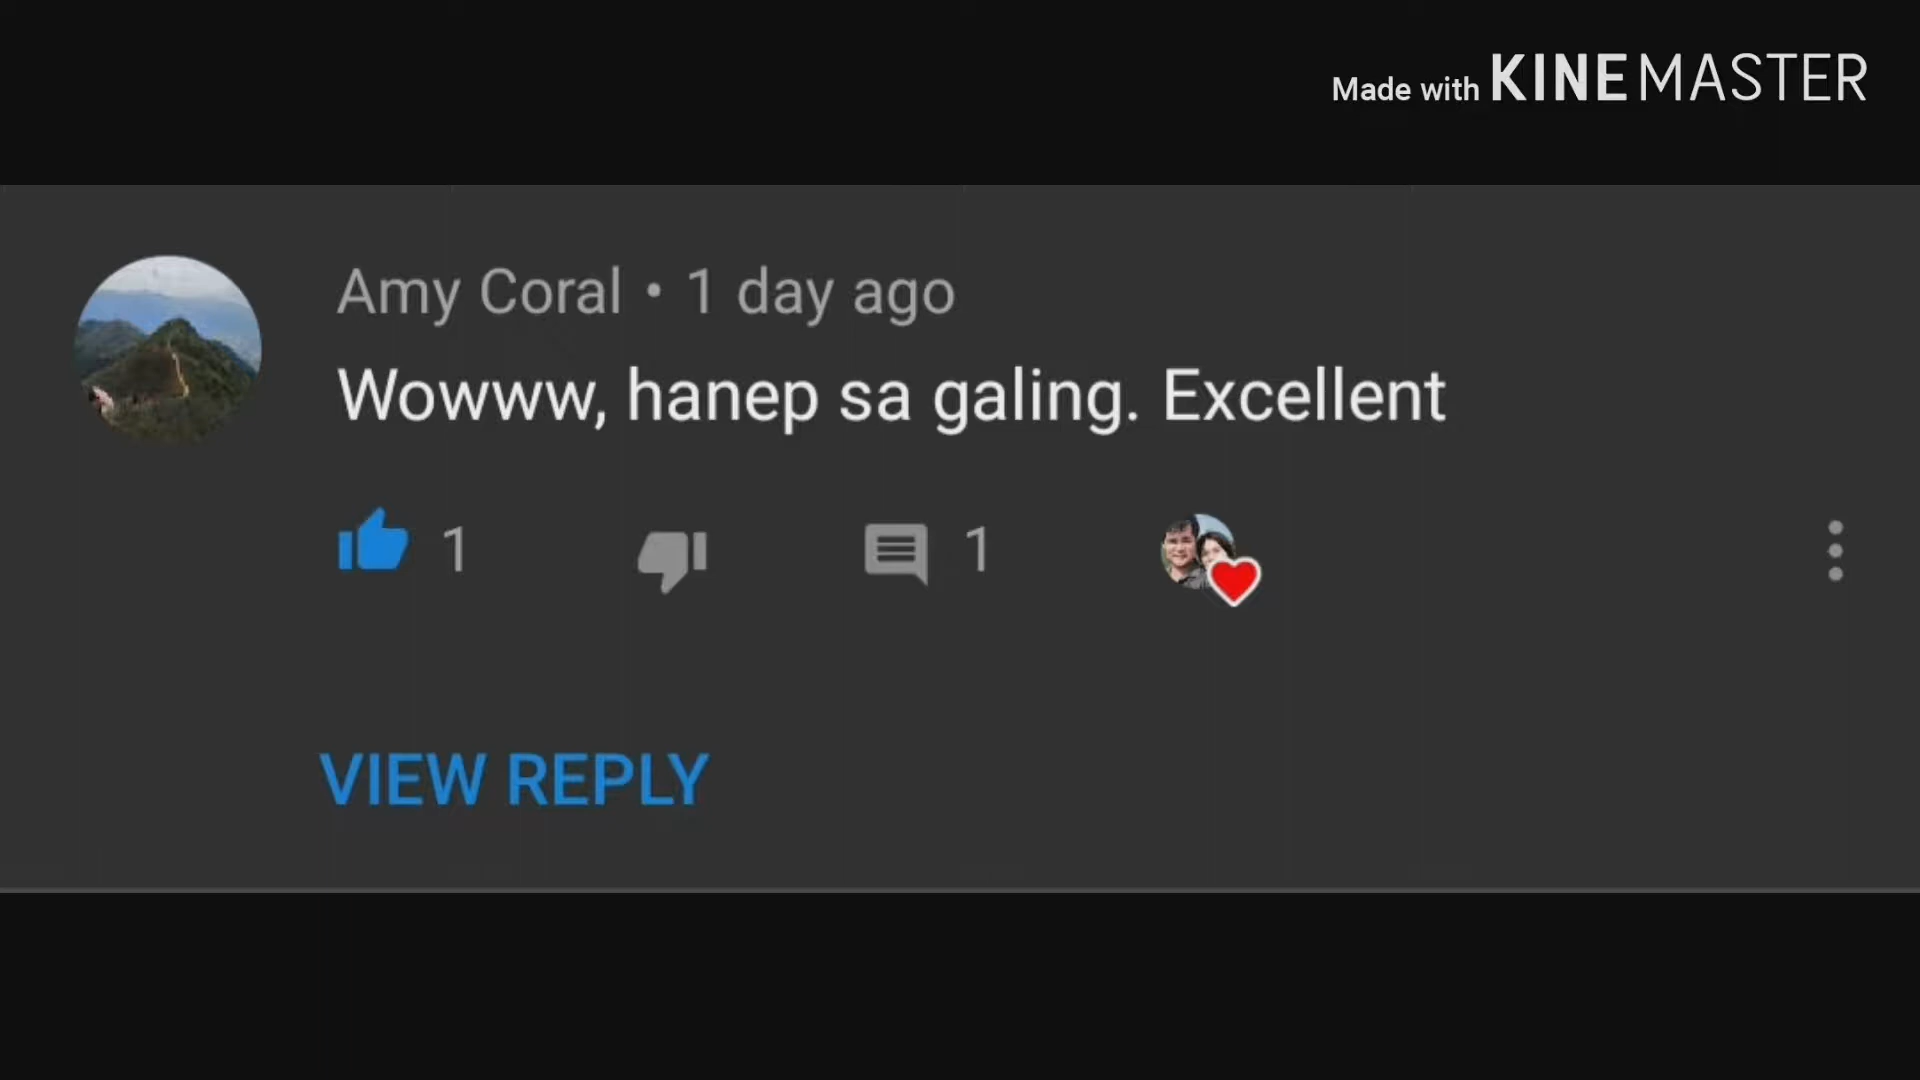 Made with KINEMASTER
Amy Coral • 1 day ago
Wowww, hanep sa galing. Excellent
1 1
VIEW REPLY